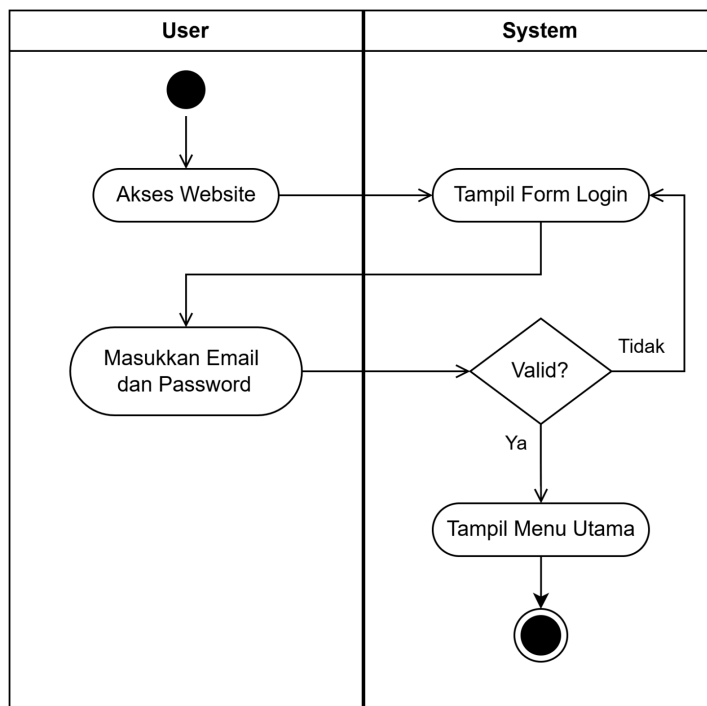 User
System
Akses Website
Tampil Form Login
Masukkan Email
dan Password
Valid?
Tidak
Ya
Tampil Menu Utama